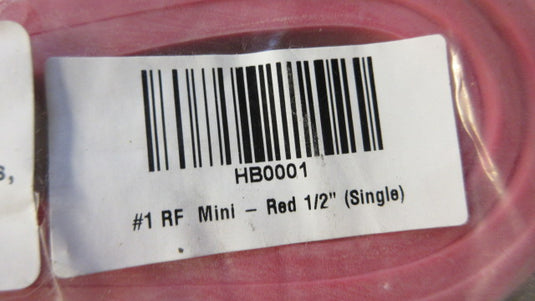 s,
HB0001
#1 RF Mini – Red 1/2" (Single)